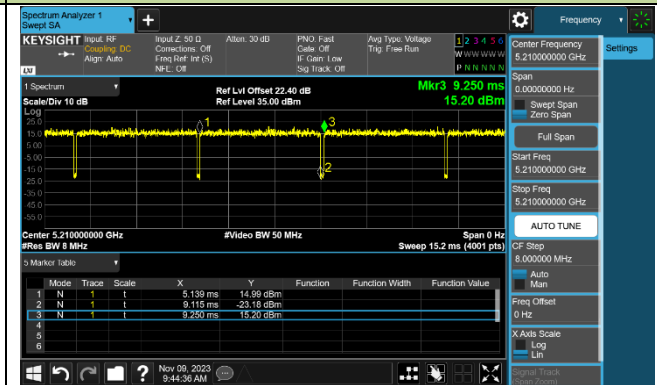 Spectrum Analyzer 1
Swept SA
+
Frequency
KEYSIGHT
Input: RF
Coupling: DC
Align: Auto
Input Z: 50 Ω
Corrections: Off
Freq Ref: Int (S)
NFE: Off
Atten: 30 dB
PNO: Fast
Gate: Off
IF Gain: Low
Sig Track: Off
Avg Type: Voltage
Trig: Free Run
1 2 3 4 5 6
W W W W W W
P N N N N N
LXI
1 Spectrum
Scale/Div 10 dB
Ref Lvl Offset 22.40 dB
Ref Level 35.00 dBm
Mkr3 9.250 ms
15.20 dBm
Log
25.0
15.0
5.00
-5.00
-15.0
-25.0
-35.0
-45.0
-55.0
1
2
3
Center 5.210000000 GHz
#Res BW 8 MHz
#Video BW 50 MHz
Span 0 Hz
Sweep 15.2 ms (4001 pts)
5 Marker Table
Mode Trace Scale X Y Function Function Width Function Value
1 N 1 t 5.139 ms 14.99 dBm
2 N 1 t 9.115 ms -23.18 dBm
3 N 1 t 9.250 ms 15.20 dBm
4
5
6
Nov 09, 2023
9:44:36 AM
Center Frequency
5.210000000 GHz
Settings
Span
0.00000000 Hz
Swept Span
Zero Span
Full Span
Start Freq
5.210000000 GHz
Stop Freq
5.210000000 GHz
AUTO TUNE
CF Step
8.000000 MHz
Auto
Man
Freq Offset
0 Hz
X Axis Scale
Log
Lin
Signal Track
(Span Zoom)